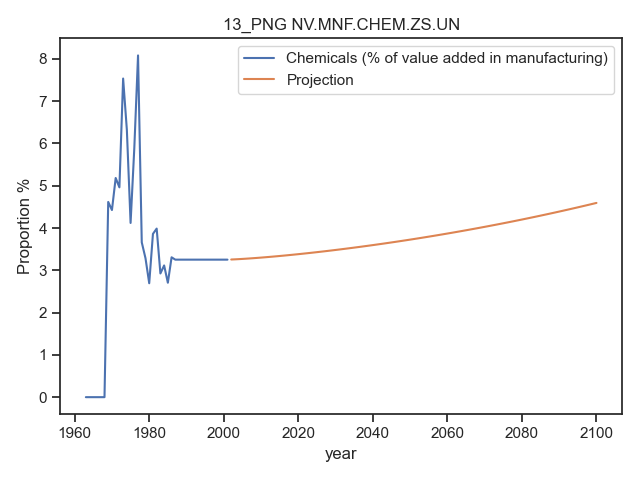 13_PNG NV.MNF.CHEM.ZS.UN
Chemicals (% of value added in manufacturing)
Projection
Proportion %
8
7
6
5
4
3
2
1
0
1960 1980 2000 2020 2040 2060 2080 2100
year